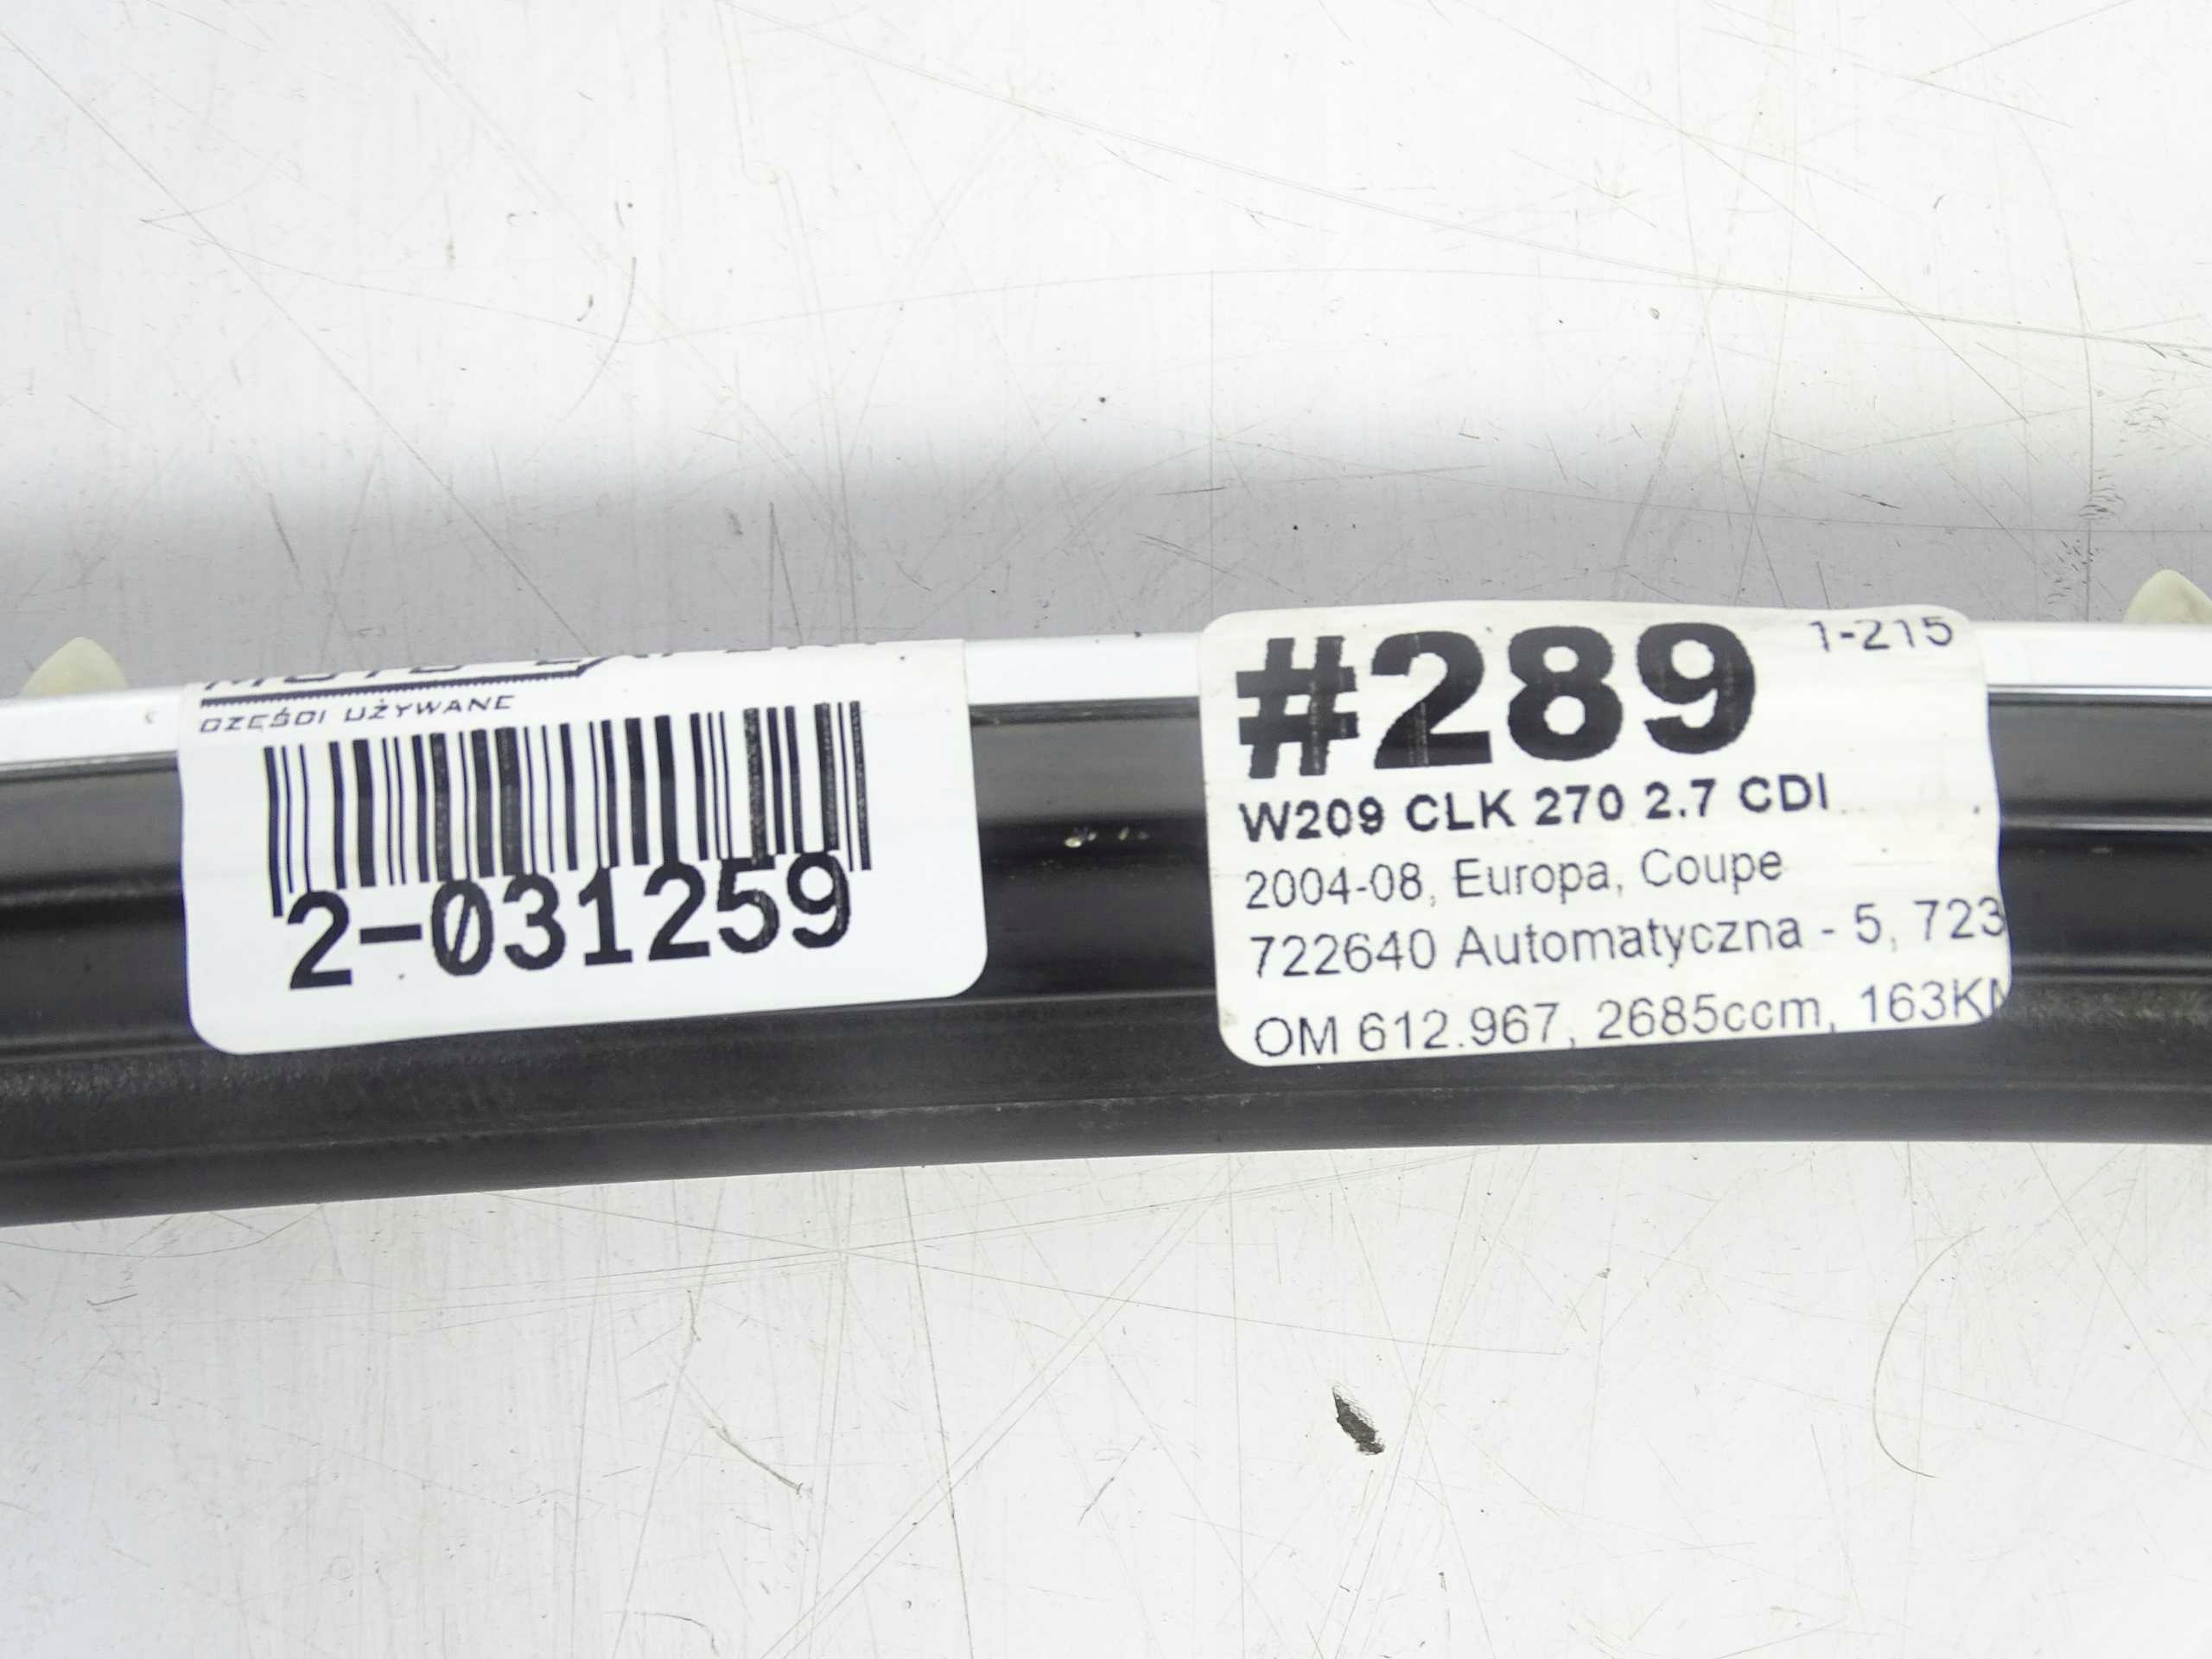 CZĘŚCI UŻYWANE
2-031259
#289 1-215
W209 CLK 270 2.7 CDI
2004-08, Europa, Coupe
722640 Automatyczna - 5, 723
OM 612.967, 2685ccm, 163KM